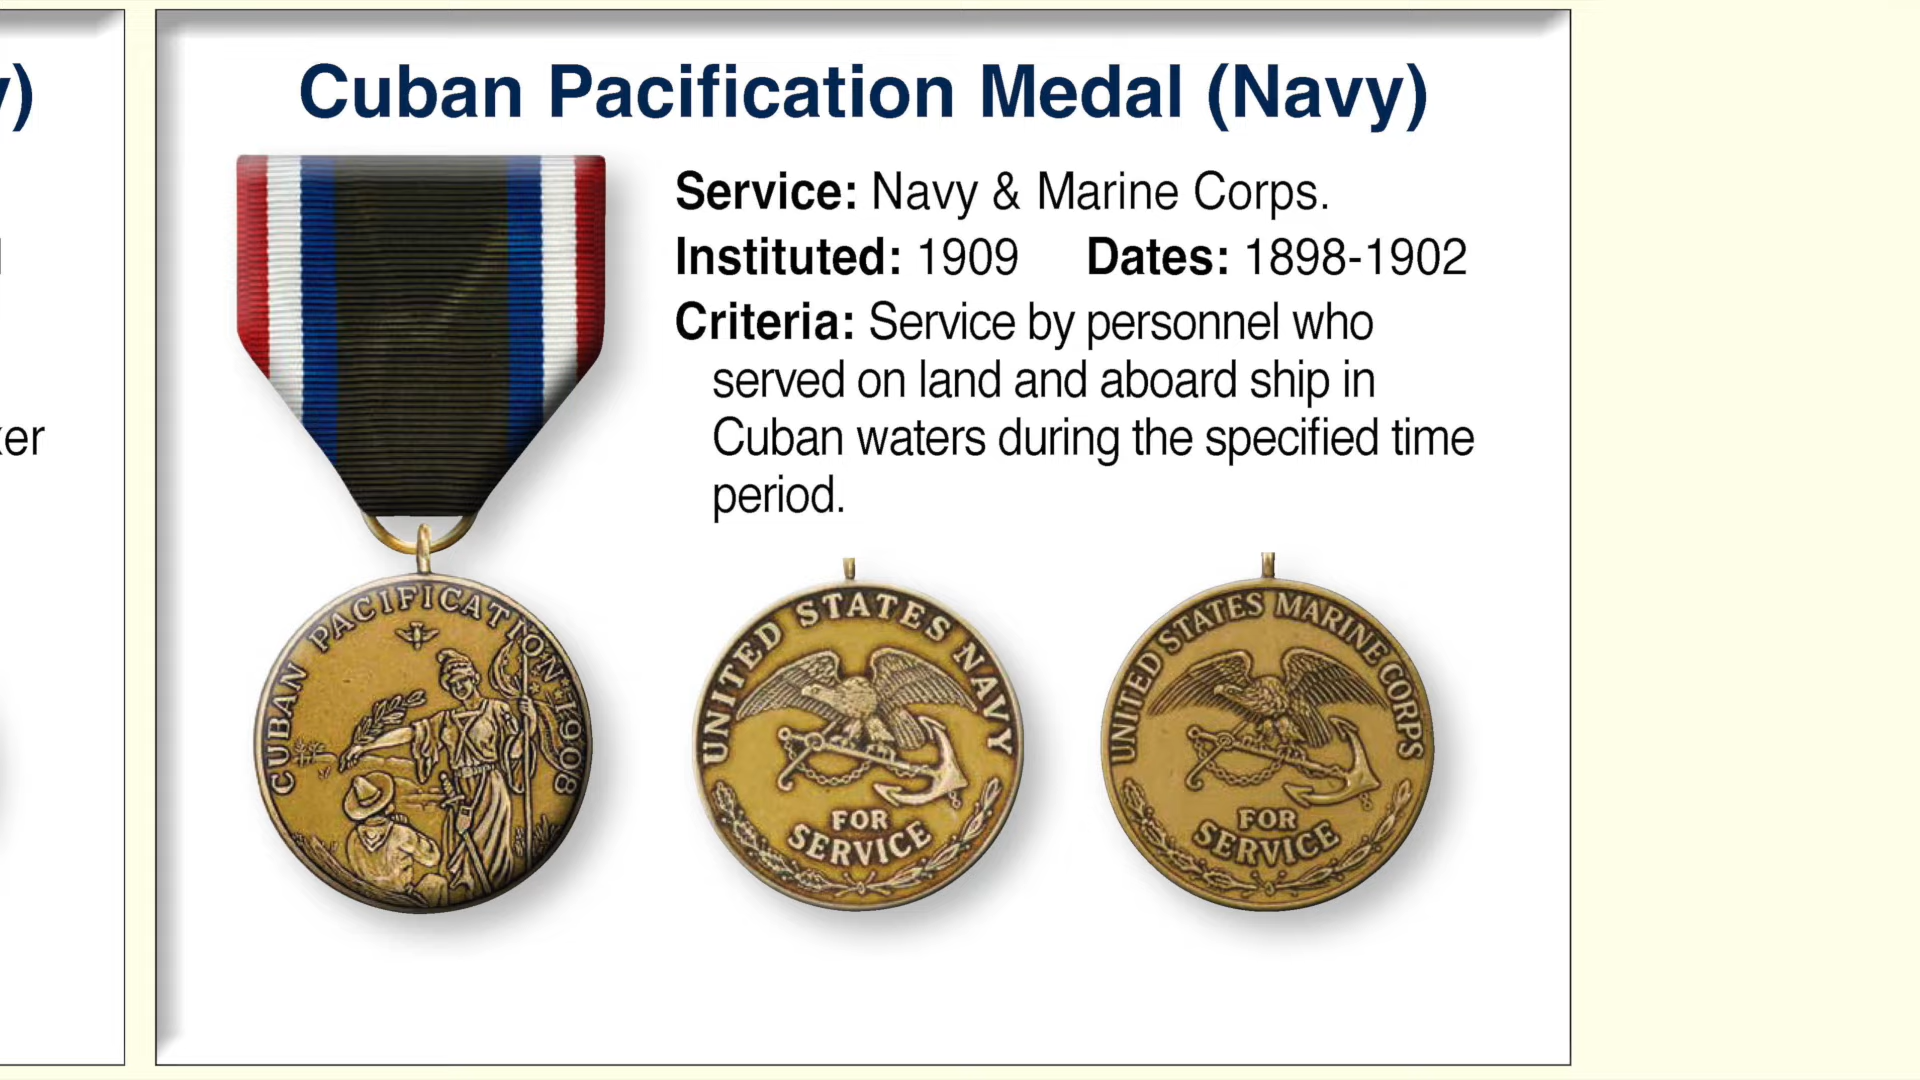 y)
xer
Cuban Pacification Medal (Navy)
Service: Navy & Marine Corps.
Instituted: 1909 Dates: 1898-1902
Criteria: Service by personnel who
served on land and aboard ship in
Cuban waters during the specified time
period.
CUBAN PACIFICATION·1908
UNITED STATES NAVY
FOR
SERVICE
UNITED STATES MARINE CORPS
FOR
SERVICE